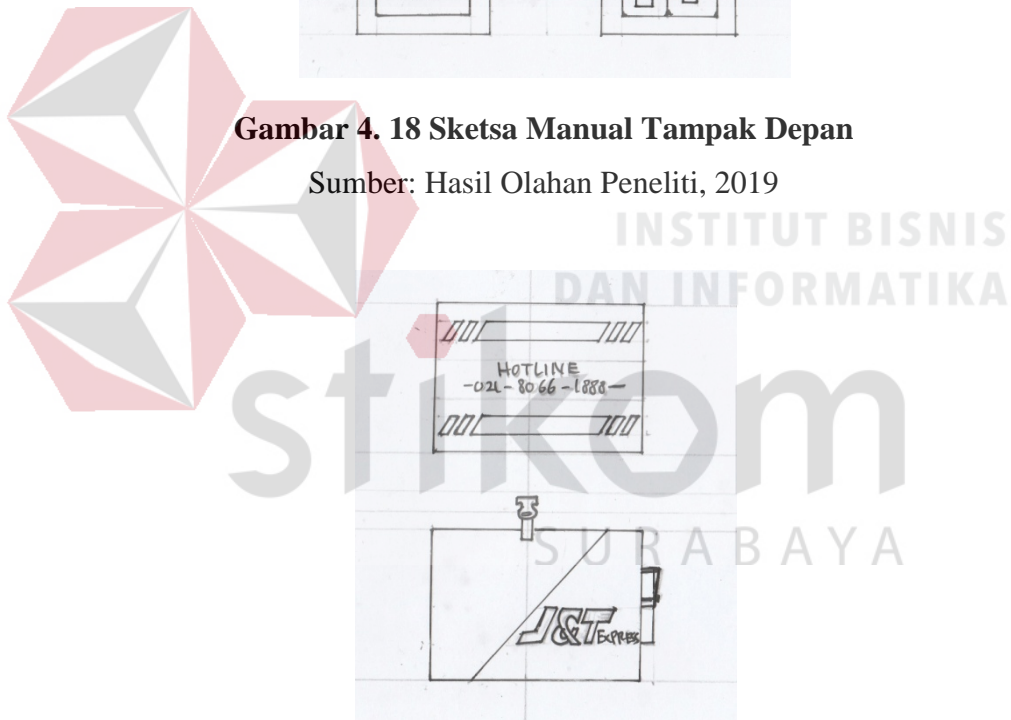 Gambar 4. 18 Sketsa Manual Tampak Depan
Sumber: Hasil Olahan Peneliti, 2019
INSTITUT BISNIS
DAN INFORMATIKA
stikom
SURABAYA
HOTLINE
-021-8066-1888-
J&T EXPRES